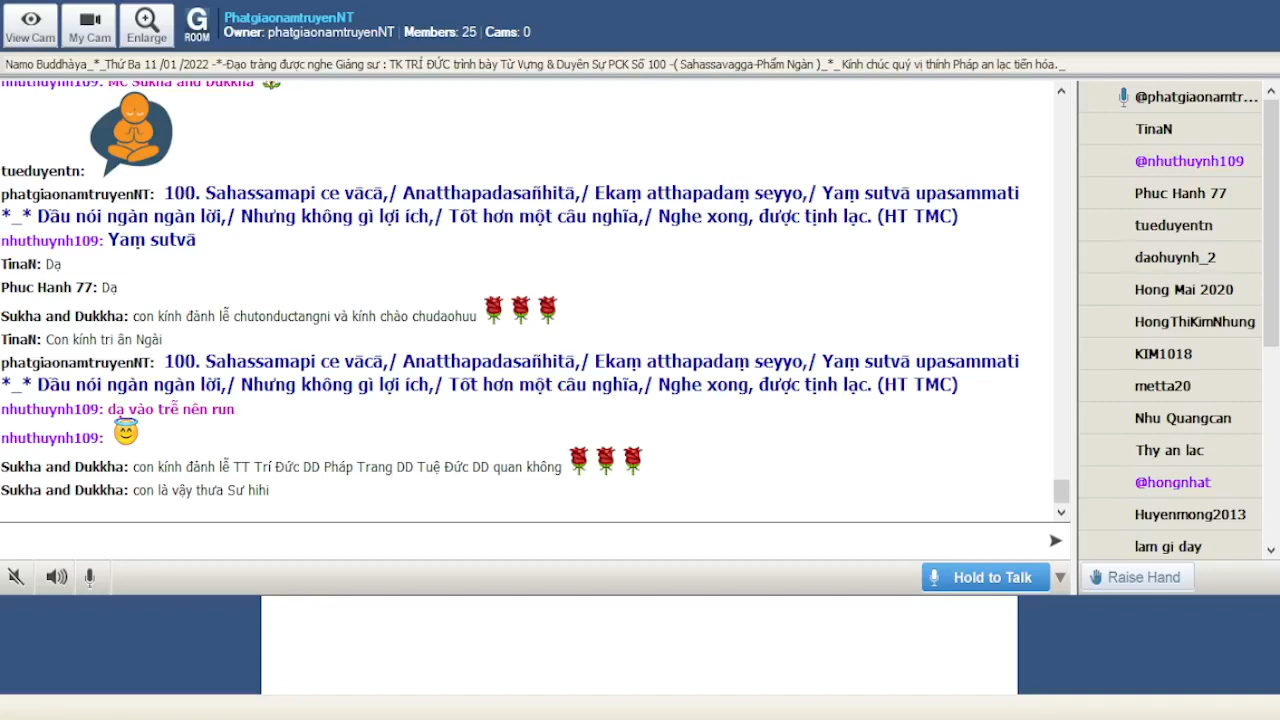 View Cam
My Cam
Enlarge
G
ROOM
PhatgiaonamtruyenNT
Owner: phatgiaonamtruyenNT | Members: 25 | Cams: 0
Namo Buddhàya_*_Thứ Ba 11 /01 /2022 -*-Đạo tràng được nghe Giảng sư : TK TRÍ ĐỨC trình bày Từ Vựng & Duyên Sự PCK Số 100 -( Sahassavagga-Phẩm Ngàn )_*_ Kính chúc quý vị thính Pháp an lạc tiến hóa._
nhuthuynh109: MC Sukha and Dukkha
tueduyentn:
phatgiaonamtruyenNT: 100. Sahassamapi ce vācā,/ Anatthapadasañhitā,/ Ekaṃ atthapadaṃ seyyo,/ Yaṃ sutvā upasammati
*_* Dầu nói ngàn ngàn lời,/ Nhưng không gì lợi ích,/ Tốt hơn một câu nghĩa,/ Nghe xong, được tịnh lạc. (HT TMC)
nhuthuynh109: Yaṃ sutvā
TinaN: Dạ
Phuc Hanh 77: Dạ
Sukha and Dukkha: con kính đảnh lễ chutonductangni và kính chào chudaohuu
TinaN: Con kính tri ân Ngài
phatgiaonamtruyenNT: 100. Sahassamapi ce vācā,/ Anatthapadasañhitā,/ Ekaṃ atthapadaṃ seyyo,/ Yaṃ sutvā upasammati
*_* Dầu nói ngàn ngàn lời,/ Nhưng không gì lợi ích,/ Tốt hơn một câu nghĩa,/ Nghe xong, được tịnh lạc. (HT TMC)
nhuthuynh109: dạ vào trễ nên run
nhuthuynh109:
Sukha and Dukkha: con kính đảnh lễ TT Trí Đức DD Pháp Trang DD Tuệ Đức DD quan không
Sukha and Dukkha: con là vậy thưa Sư hihi
Hold to Talk
@phatgiaonamtr...
TinaN
@nhuthuynh109
Phuc Hanh 77
tueduyentn
daohuynh_2
Hong Mai 2020
HongThiKimNhung
KIM1018
metta20
Nhu Quangcan
Thy an lac
@hongnhat
Huyenmong2013
lam gi day
Raise Hand